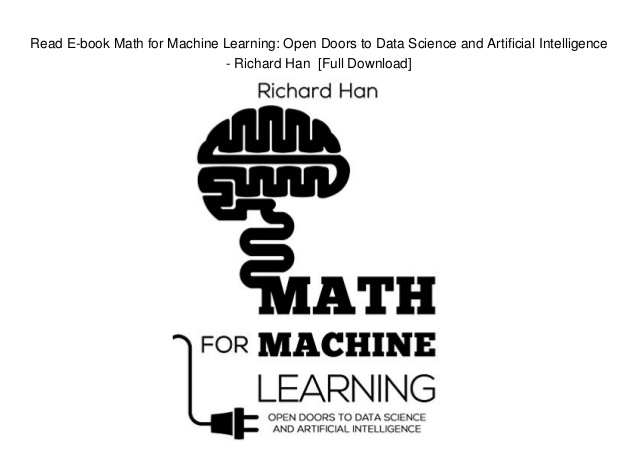 Read E-book Math for Machine Learning: Open Doors to Data Science and Artificial Intelligence
- Richard Han [Full Download]
Richard Han
MATH
FOR MACHINE
LEARNING
OPEN DOORS TO DATA SCIENCE
AND ARTIFICIAL INTELLIGENCE